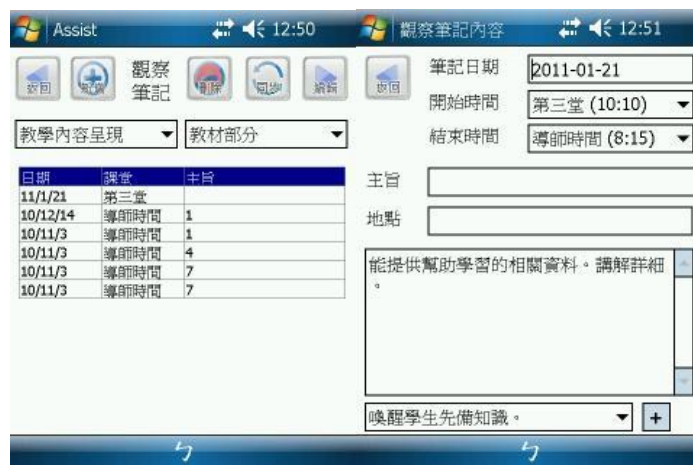 Assist
12:50
返回
知識
觀察
筆記
刪除
同步
編輯
教學內容呈現
教材部分
日期 課堂 主旨
11/1/21 第三堂
10/12/14 導師時間 1
10/11/3 導師時間 1
10/11/3 導師時間 4
10/11/3 導師時間 7
10/11/3 導師時間 7
ㄅ
觀察筆記內容
12:51
返回
筆記日期 2011-01-21
開始時間 第三堂 (10:10)
結束時間 導師時間 (8:15)
主旨
地點
能提供幫助學習的相關資料。講解詳細
。
喚醒學生先備知識。
+
ㄅ